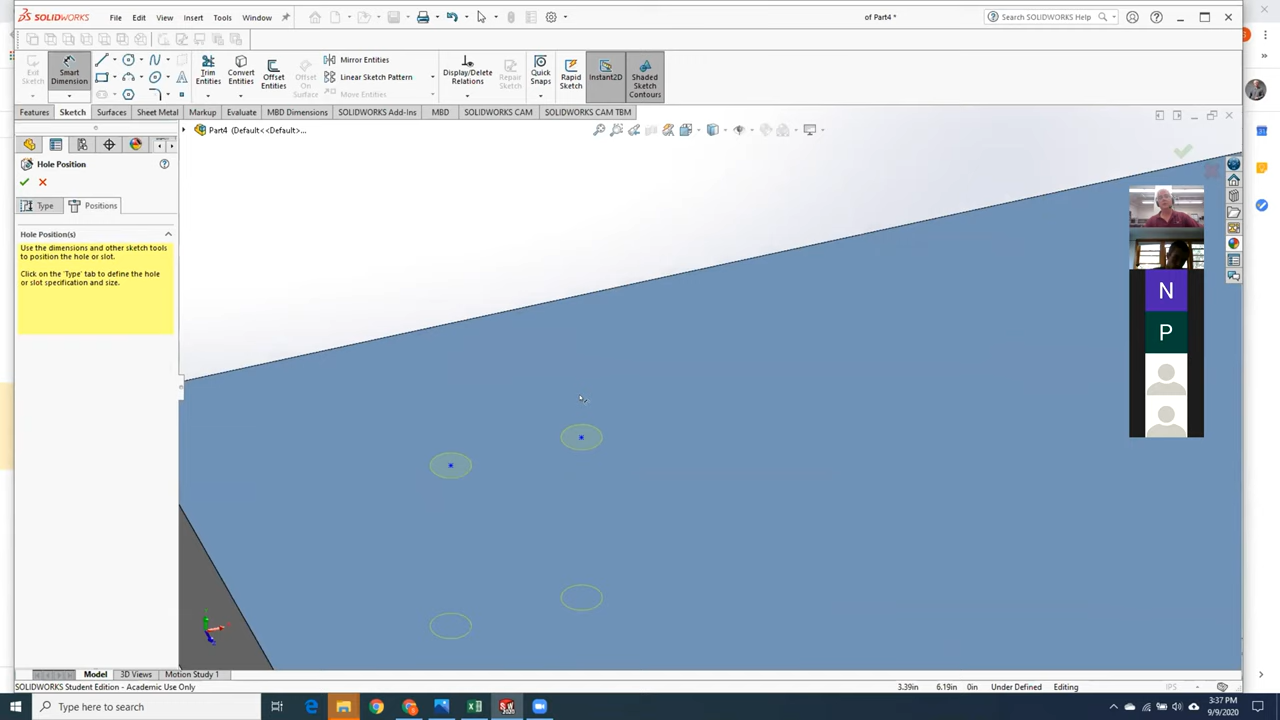 SOLIDWORKS File Edit View Insert Tools Window of Part4 * Search SOLIDWORKS Help
Exit Sketch
Smart Dimension
Trim Entities
Convert Entities
Offset Entities
Offset On Surface
Mirror Entities
Linear Sketch Pattern
Move Entities
Display/Delete Relations
Repair Sketch
Quick Snaps
Rapid Sketch
Instant2D
Shaded Sketch Contours
Features Sketch Surfaces Sheet Metal Markup Evaluate MBD Dimensions SOLIDWORKS Add-Ins MBD SOLIDWORKS CAM SOLIDWORKS CAM TBM
Part4 (Default<<Default>...
Hole Position
Type Positions
Hole Position(s)
Use the dimensions and other sketch tools
to position the hole or slot.
Click on the 'Type' tab to define the hole
or slot specification and size.
N
P
Model 3D Views Motion Study 1
SOLIDWORKS Student Edition - Academic Use Only 3.39in 6.19in 0in Under Defined Editing IPS
Type here to search
3:37 PM
9/9/2020